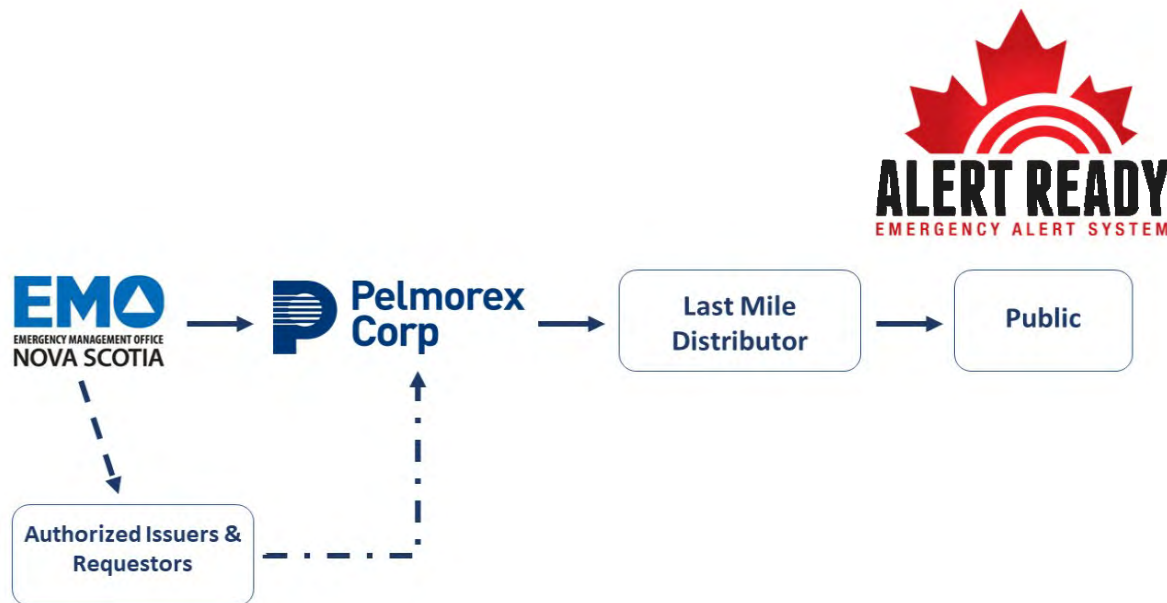 ALERT READY
EMERGENCY ALERT SYSTEM
EMO
EMERGENCY MANAGEMENT OFFICE
NOVA SCOTIA
Pelmorex
Corp
Last Mile
Distributor
Public
Authorized Issuers &
Requestors